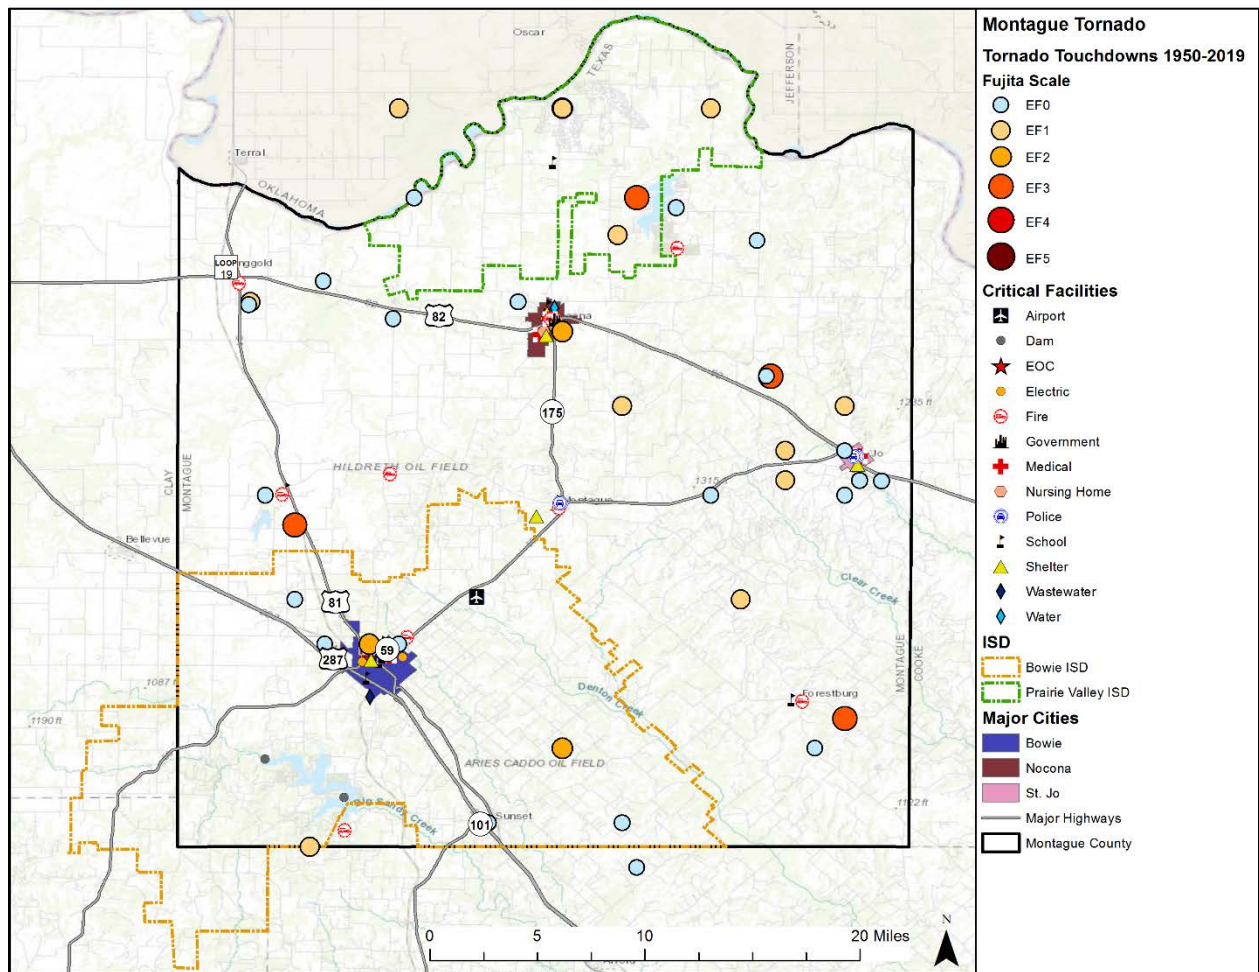 Montague Tornado
Tornado Touchdowns 1950-2019
Fujita Scale
EF0
EF1
EF2
EF3
EF4
EF5
Critical Facilities
Airport
Dam
EOC
Electric
Fire
Government
Medical
Nursing Home
Police
School
Shelter
Wastewater
Water
ISD
Bowie ISD
Prairie Valley ISD
Major Cities
Bowie
Nocona
St. Jo
Major Highways
Montague County
Oscar
TEXAS
JEFFERSON
Terral
OKLAHOMA
LOOP
19
82
175
1235 ft
Jo
HILDRETH OIL FIELD
1315
CLAY
MONTAGUE
Bellevue
Clear Creek
81
59
287
MONTAGUE
COOKE
1087 ft
Denton Creek
Forestburg
1190 ft
ARIES CADDO OIL FIELD
1122 ft
Sunset
101
Creek
N
0 5 10 20 Miles